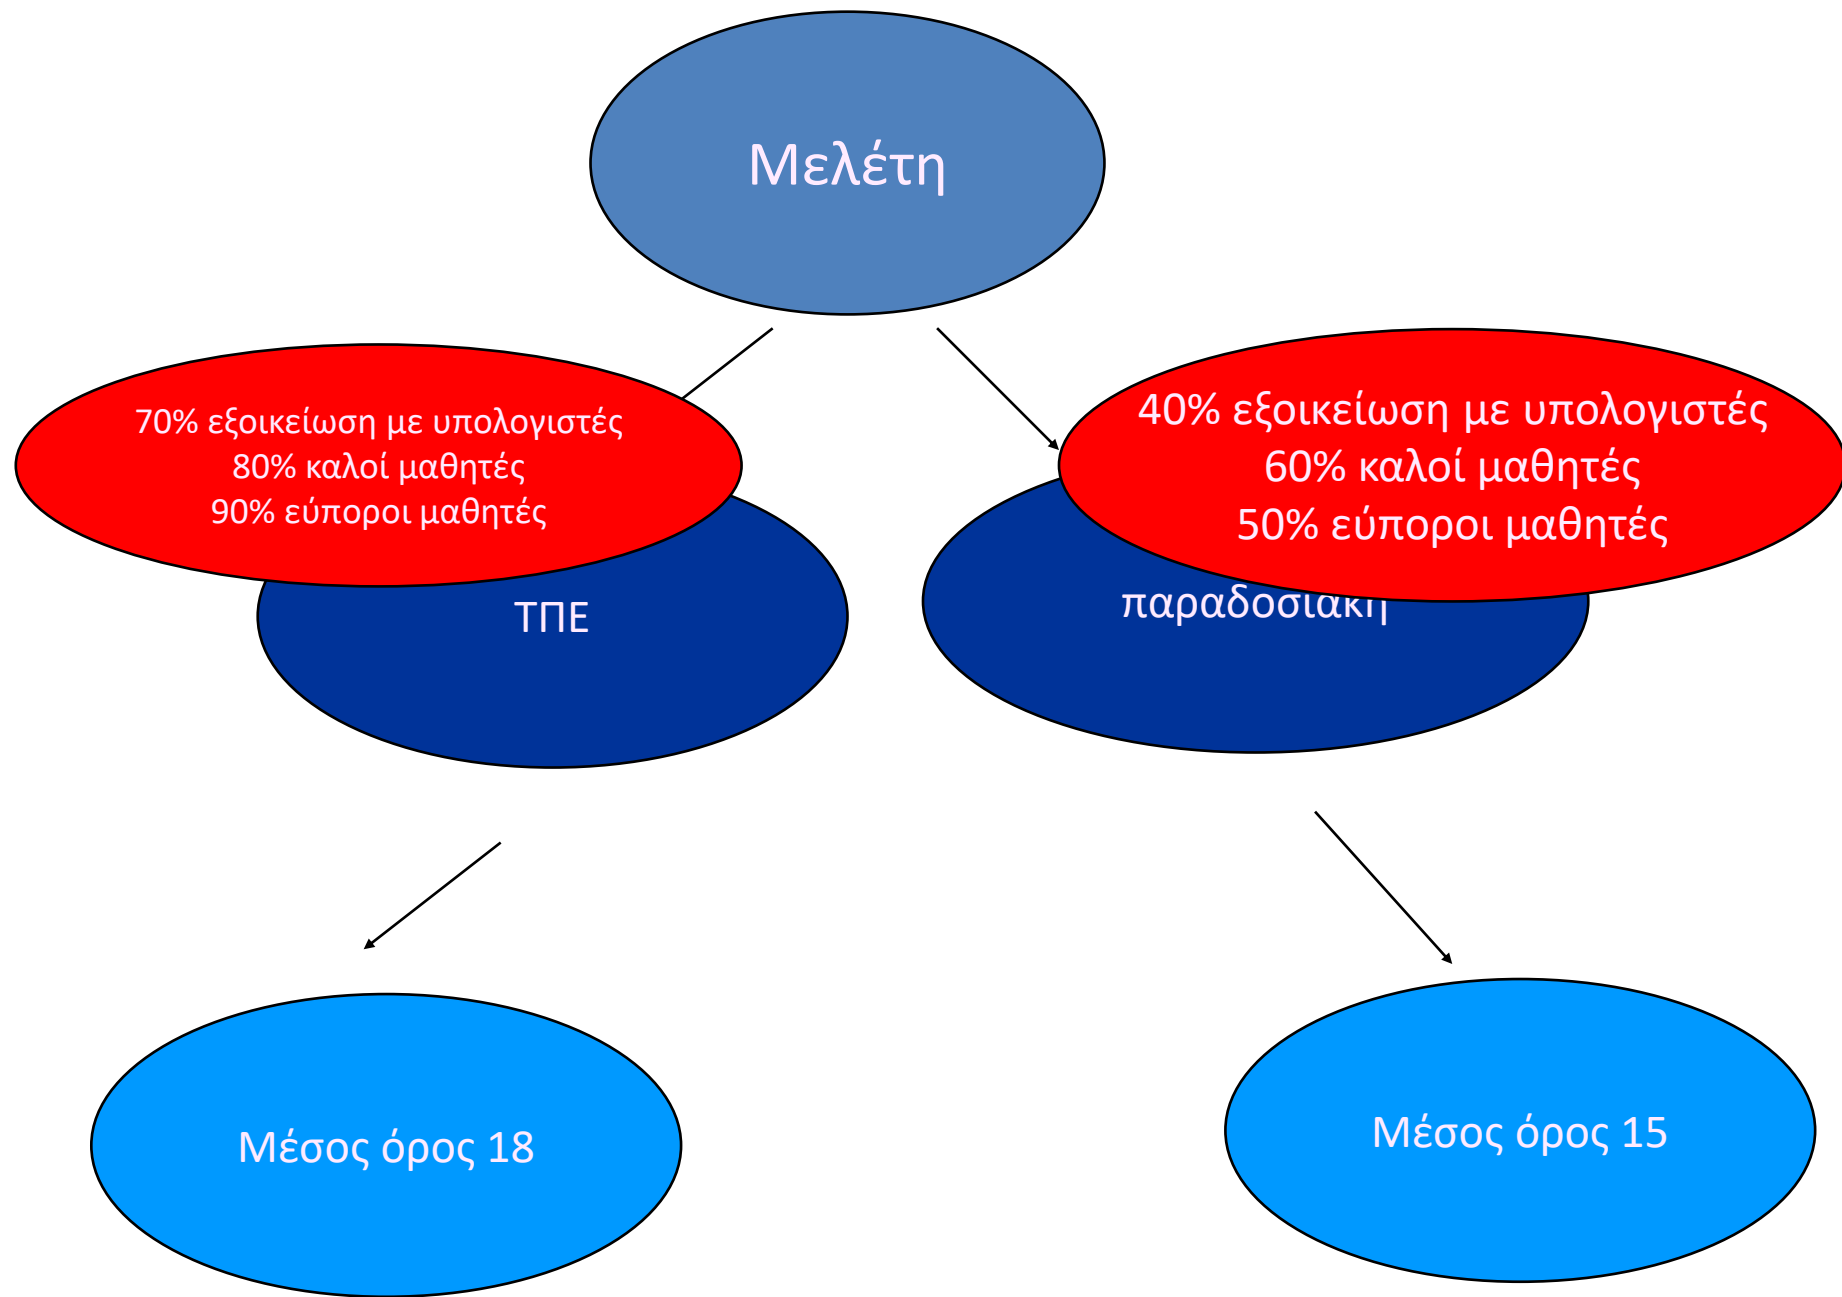 Μελέτη
70% εξοικείωση με υπολογιστές
80% καλοί μαθητές
90% εύποροι μαθητές
40% εξοικείωση με υπολογιστές
60% καλοί μαθητές
50% εύποροι μαθητές
ΤΠΕ
παραδοσιακή
Μέσος όρος 18
Μέσος όρος 15